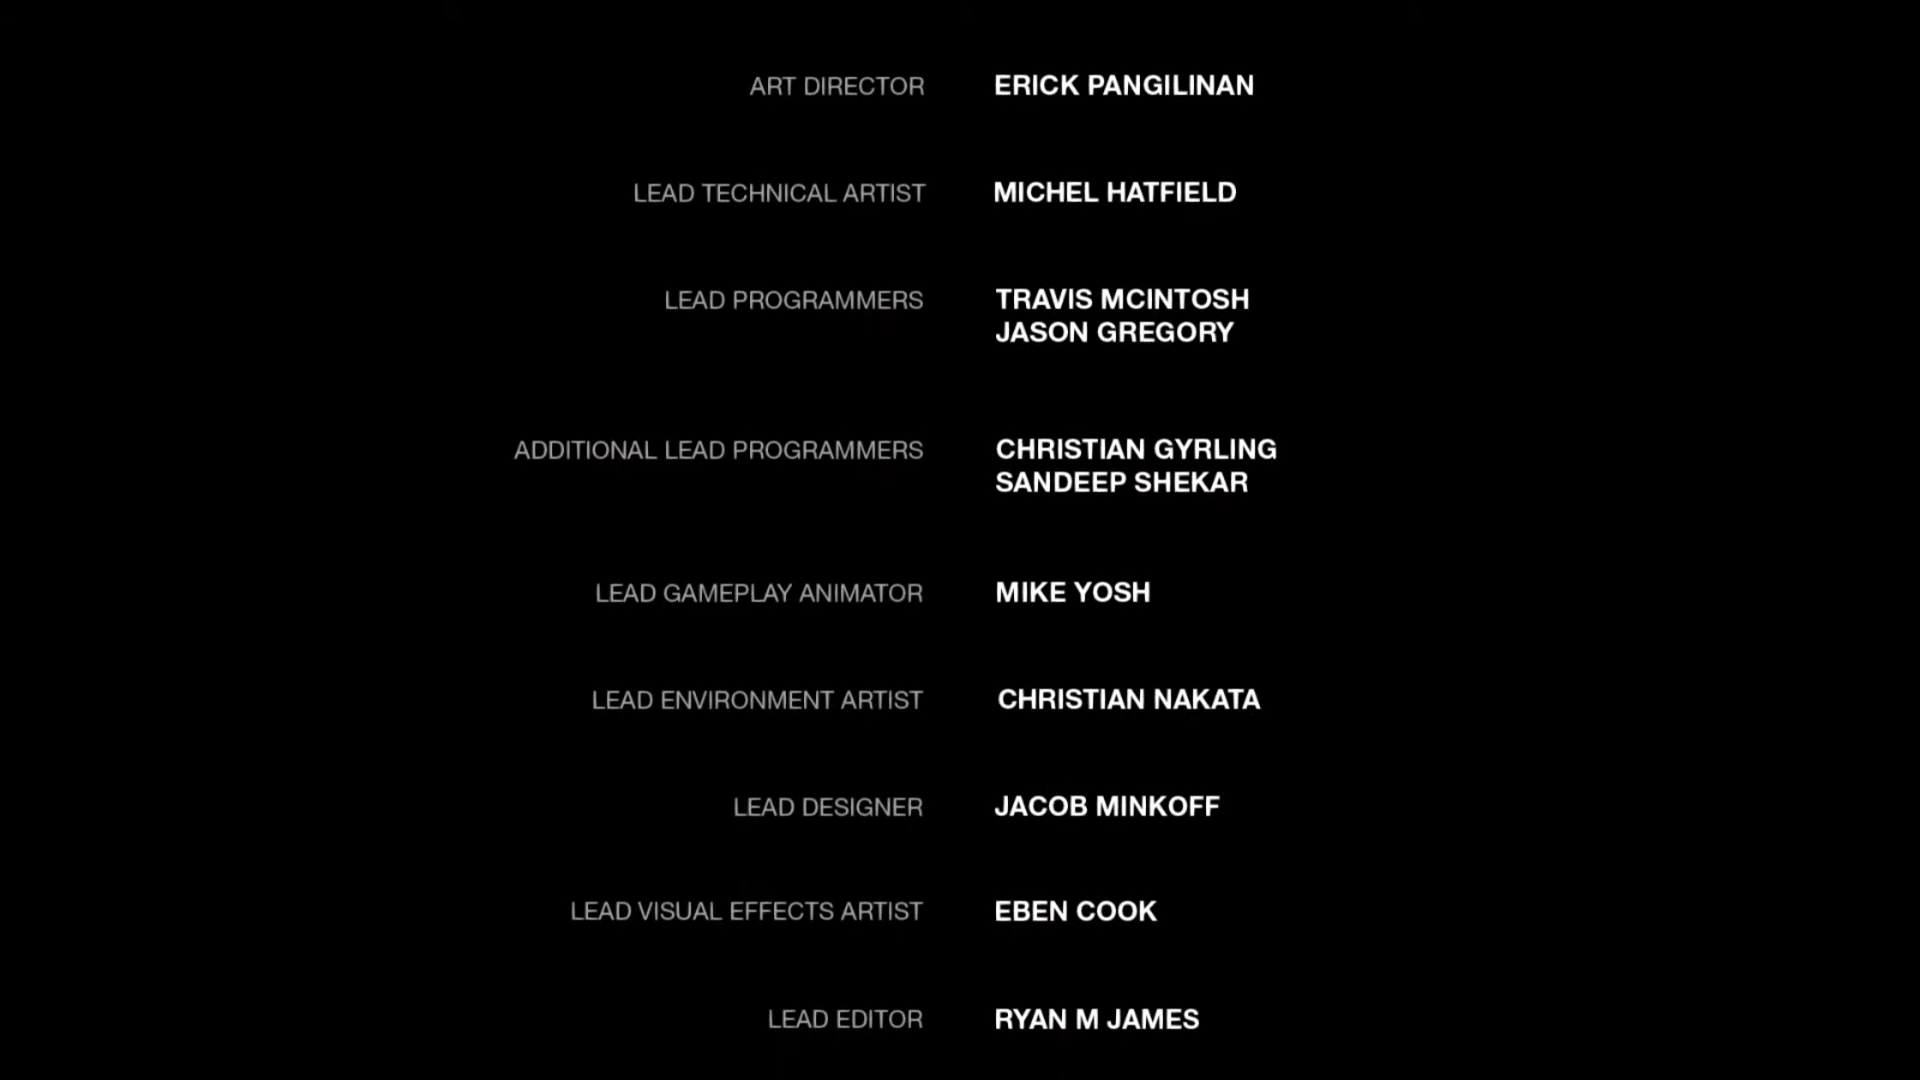 ART DIRECTOR ERICK PANGILINAN
LEAD TECHNICAL ARTIST MICHEL HATFIELD
LEAD PROGRAMMERS TRAVIS MCINTOSH
JASON GREGORY
ADDITIONAL LEAD PROGRAMMERS CHRISTIAN GYRLING
SANDEEP SHEKAR
LEAD GAMEPLAY ANIMATOR MIKE YOSH
LEAD ENVIRONMENT ARTIST CHRISTIAN NAKATA
LEAD DESIGNER JACOB MINKOFF
LEAD VISUAL EFFECTS ARTIST EBEN COOK
LEAD EDITOR RYAN M JAMES